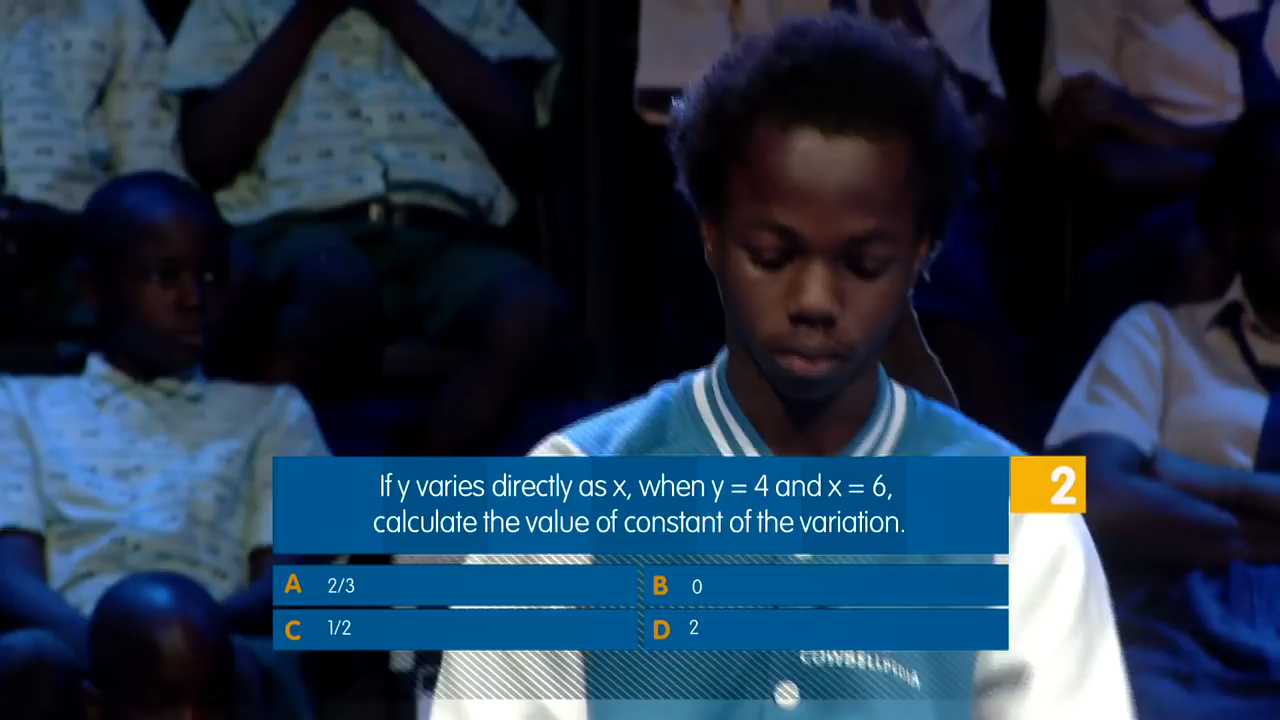 If y varies directly as x, when y = 4 and x = 6,
calculate the value of constant of the variation.
2
A 2/3
B 0
C 1/2
D 2
COWBELLPEDIA